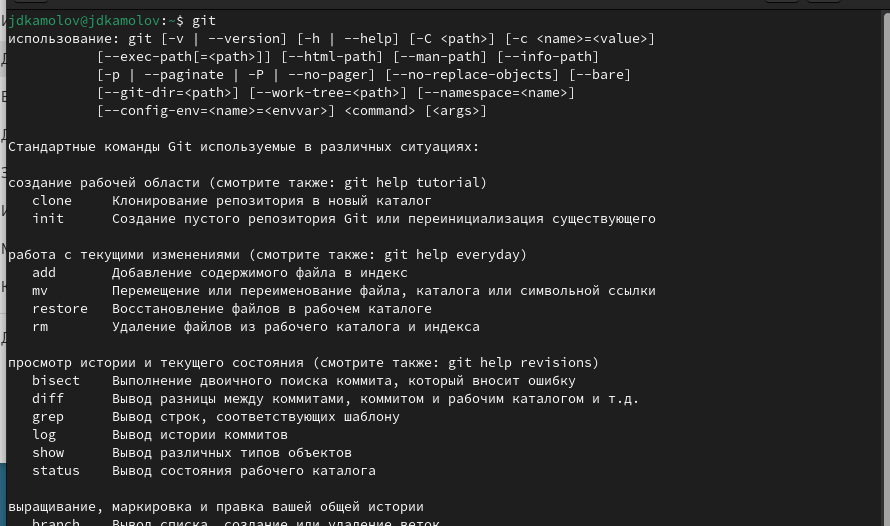 jdkamolov@jdkamolov:~$ git
использование: git [-v | --version] [-h | --help] [-C <path>] [-c <name>=<value>]
           [--exec-path[=<path>]] [--html-path] [--man-path] [--info-path]
           [-p | --paginate | -P | --no-pager] [--no-replace-objects] [--bare]
           [--git-dir=<path>] [--work-tree=<path>] [--namespace=<name>]
           [--config-env=<name>=<envvar>] <command> [<args>]
Стандартные команды Git используемые в различных ситуациях:
создание рабочей области (смотрите также: git help tutorial)
   clone     Клонирование репозитория в новый каталог
   init      Создание пустого репозитория Git или переинициализация существующего
работа с текущими изменениями (смотрите также: git help everyday)
   add       Добавление содержимого файла в индекс
   mv        Перемещение или переименование файла, каталога или символьной ссылки
   restore   Восстановление файлов в рабочем каталоге
   rm        Удаление файлов из рабочего каталога и индекса
просмотр истории и текущего состояния (смотрите также: git help revisions)
   bisect    Выполнение двоичного поиска коммита, который вносит ошибку
   diff      Вывод разницы между коммитами, коммитом и рабочим каталогом и т.д.
   grep      Вывод строк, соответствующих шаблону
   log       Вывод истории коммитов
   show      Вывод различных типов объектов
   status    Вывод состояния рабочего каталога
выращивание, маркировка и правка вашей общей истории
   branch    Вывод списка, создание или удаление веток